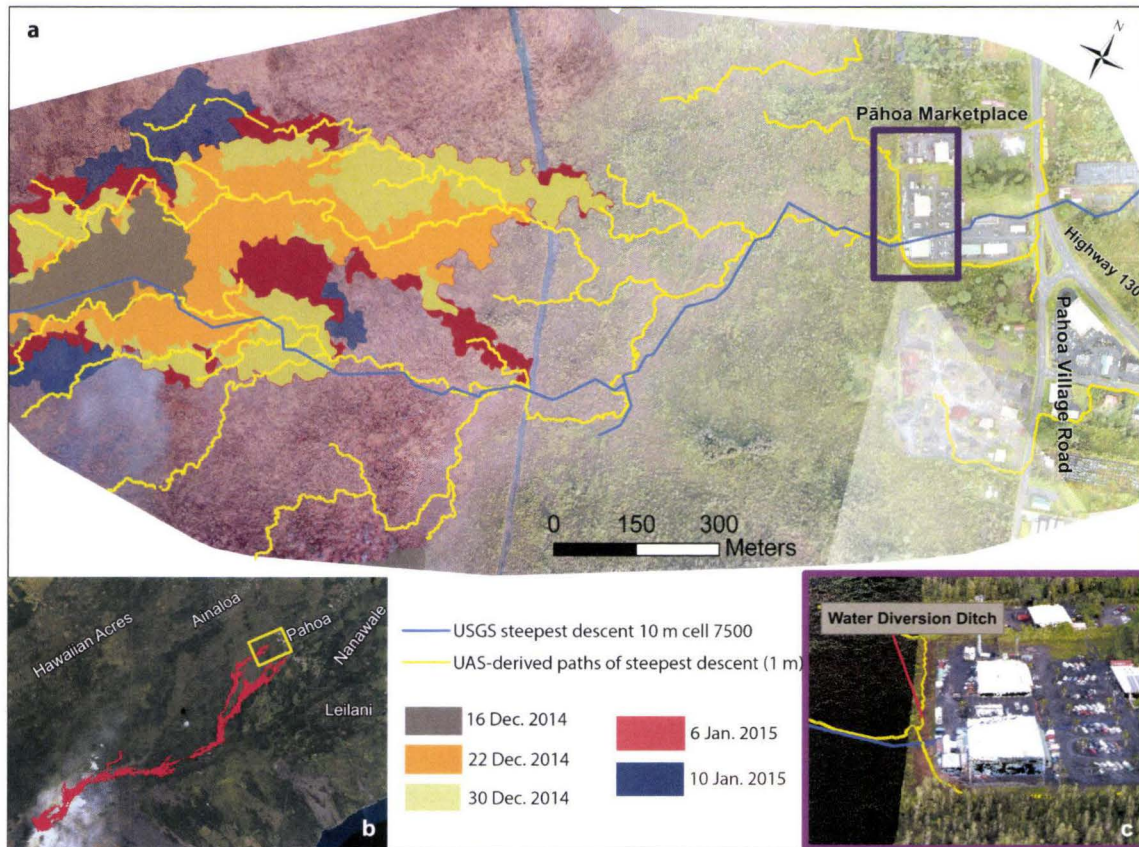 a
N
Pāhoa Marketplace
Highway 130
Pahoa Village Road
0 150 300
Meters
Hawaiian Acres
Ainaloa
Pahoa
Nanawale
Leilani
b
USGS steepest descent 10 m cell 7500
UAS-derived paths of steepest descent (1 m)
16 Dec. 2014
22 Dec. 2014
30 Dec. 2014
6 Jan. 2015
10 Jan. 2015
Water Diversion Ditch
c